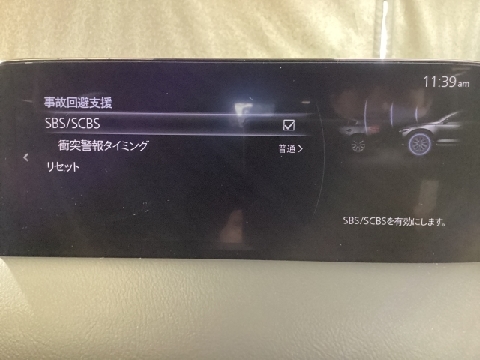 11:39am
事故回避支援
SBS/SCBS
衝突警報タイミング 普通
リセット
SBS/SCBSを有効にします。